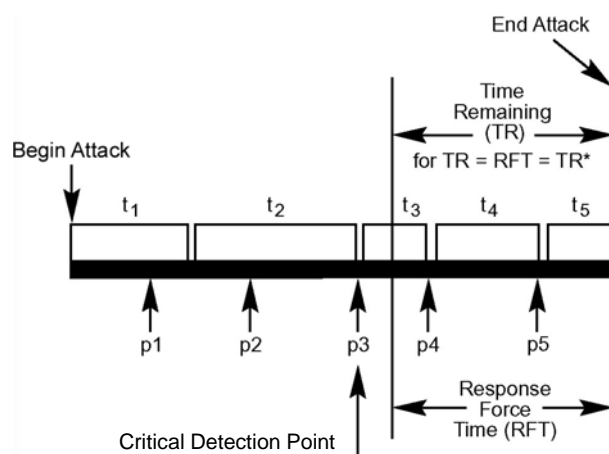 End Attack
Time
Remaining
(TR)
for TR = RFT = TR*
Begin Attack
t1
t2
t3
t4
t5
p1
p2
p3
p4
p5
Response
Force
Time (RFT)
Critical Detection Point